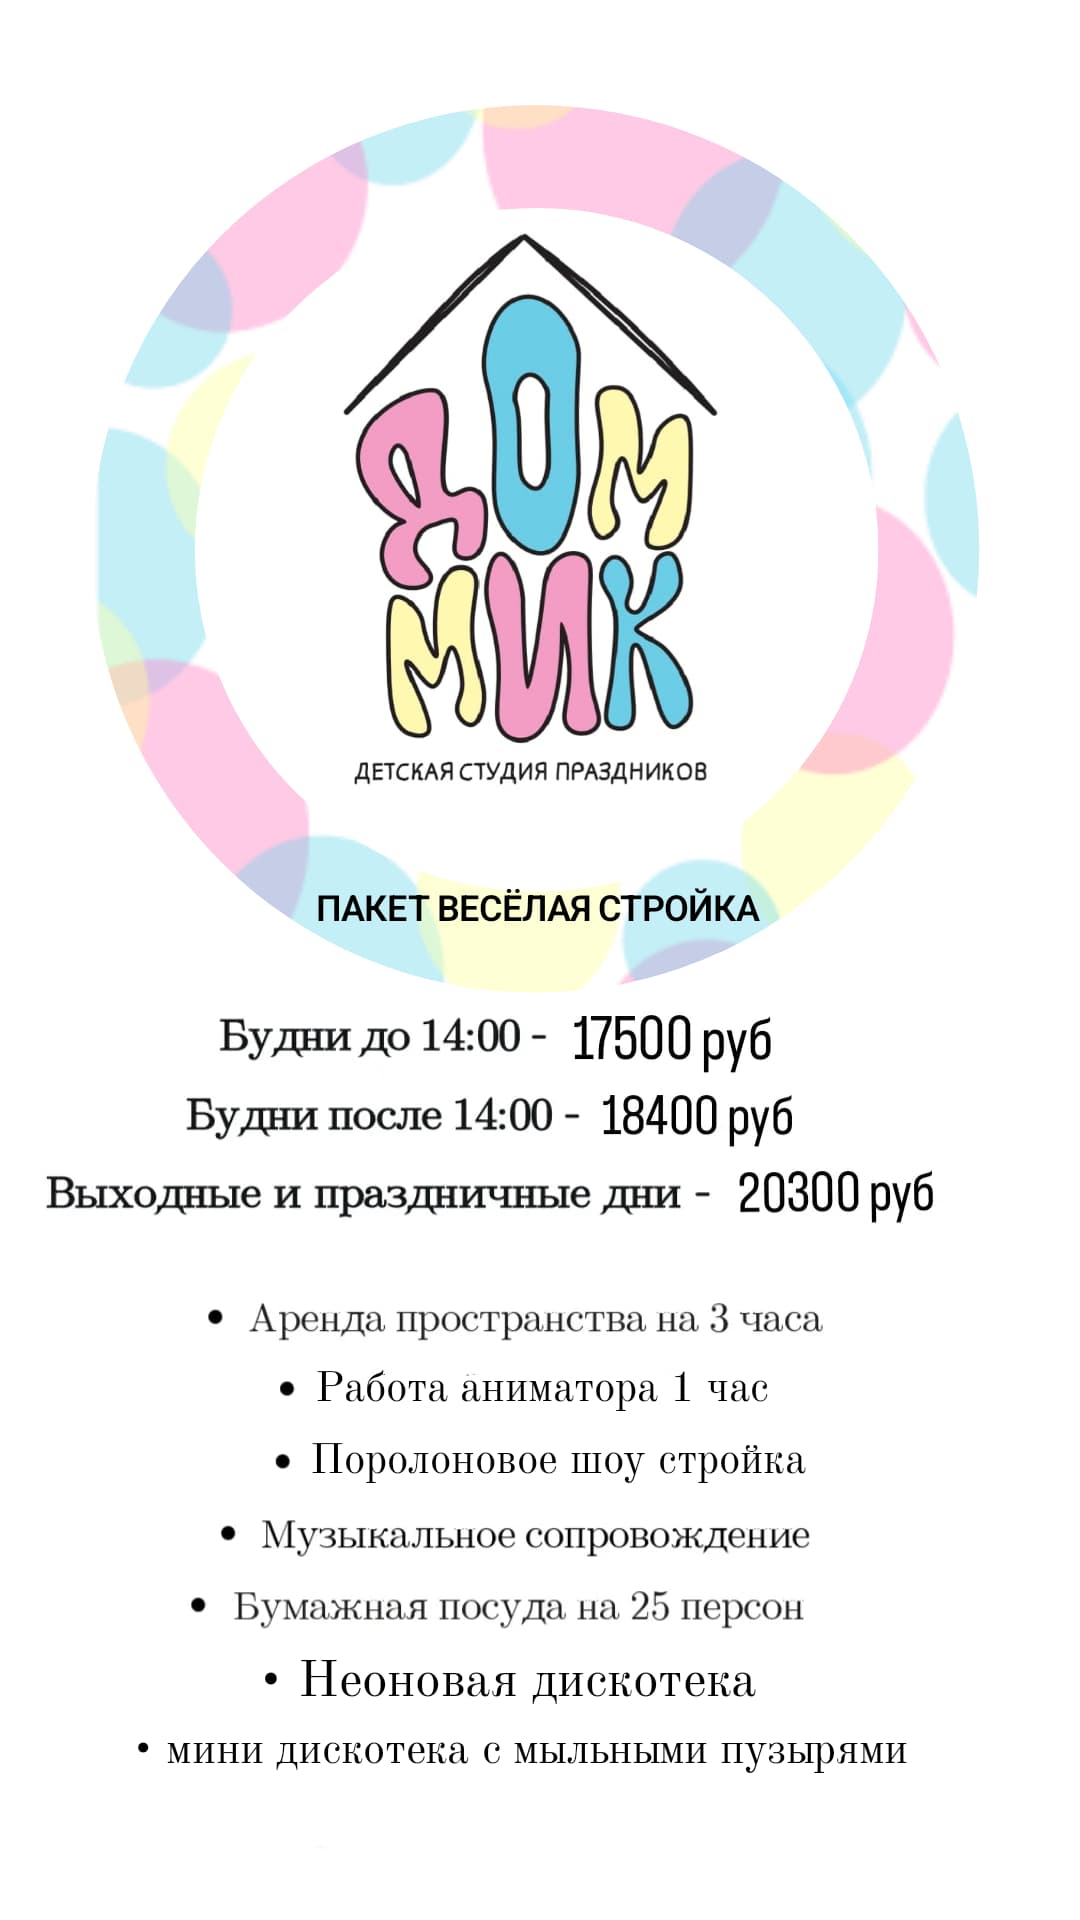 ДОМ
МИК
ДЕТСКАЯ СТУДИЯ ПРАЗДНИКОВ
ПАКЕТ ВЕСЁЛАЯ СТРОЙКА
Будни до 14:00 - 17500 руб
Будни после 14:00 - 18400 руб
Выходные и праздничные дни - 20300 руб
• Аренда пространства на 3 часа
• Работа аниматора 1 час
• Поролоновое шоу стройка
• Музыкальное сопровождение
• Бумажная посуда на 25 персон
• Неоновая дискотека
• мини дискотека с мыльными пузырями